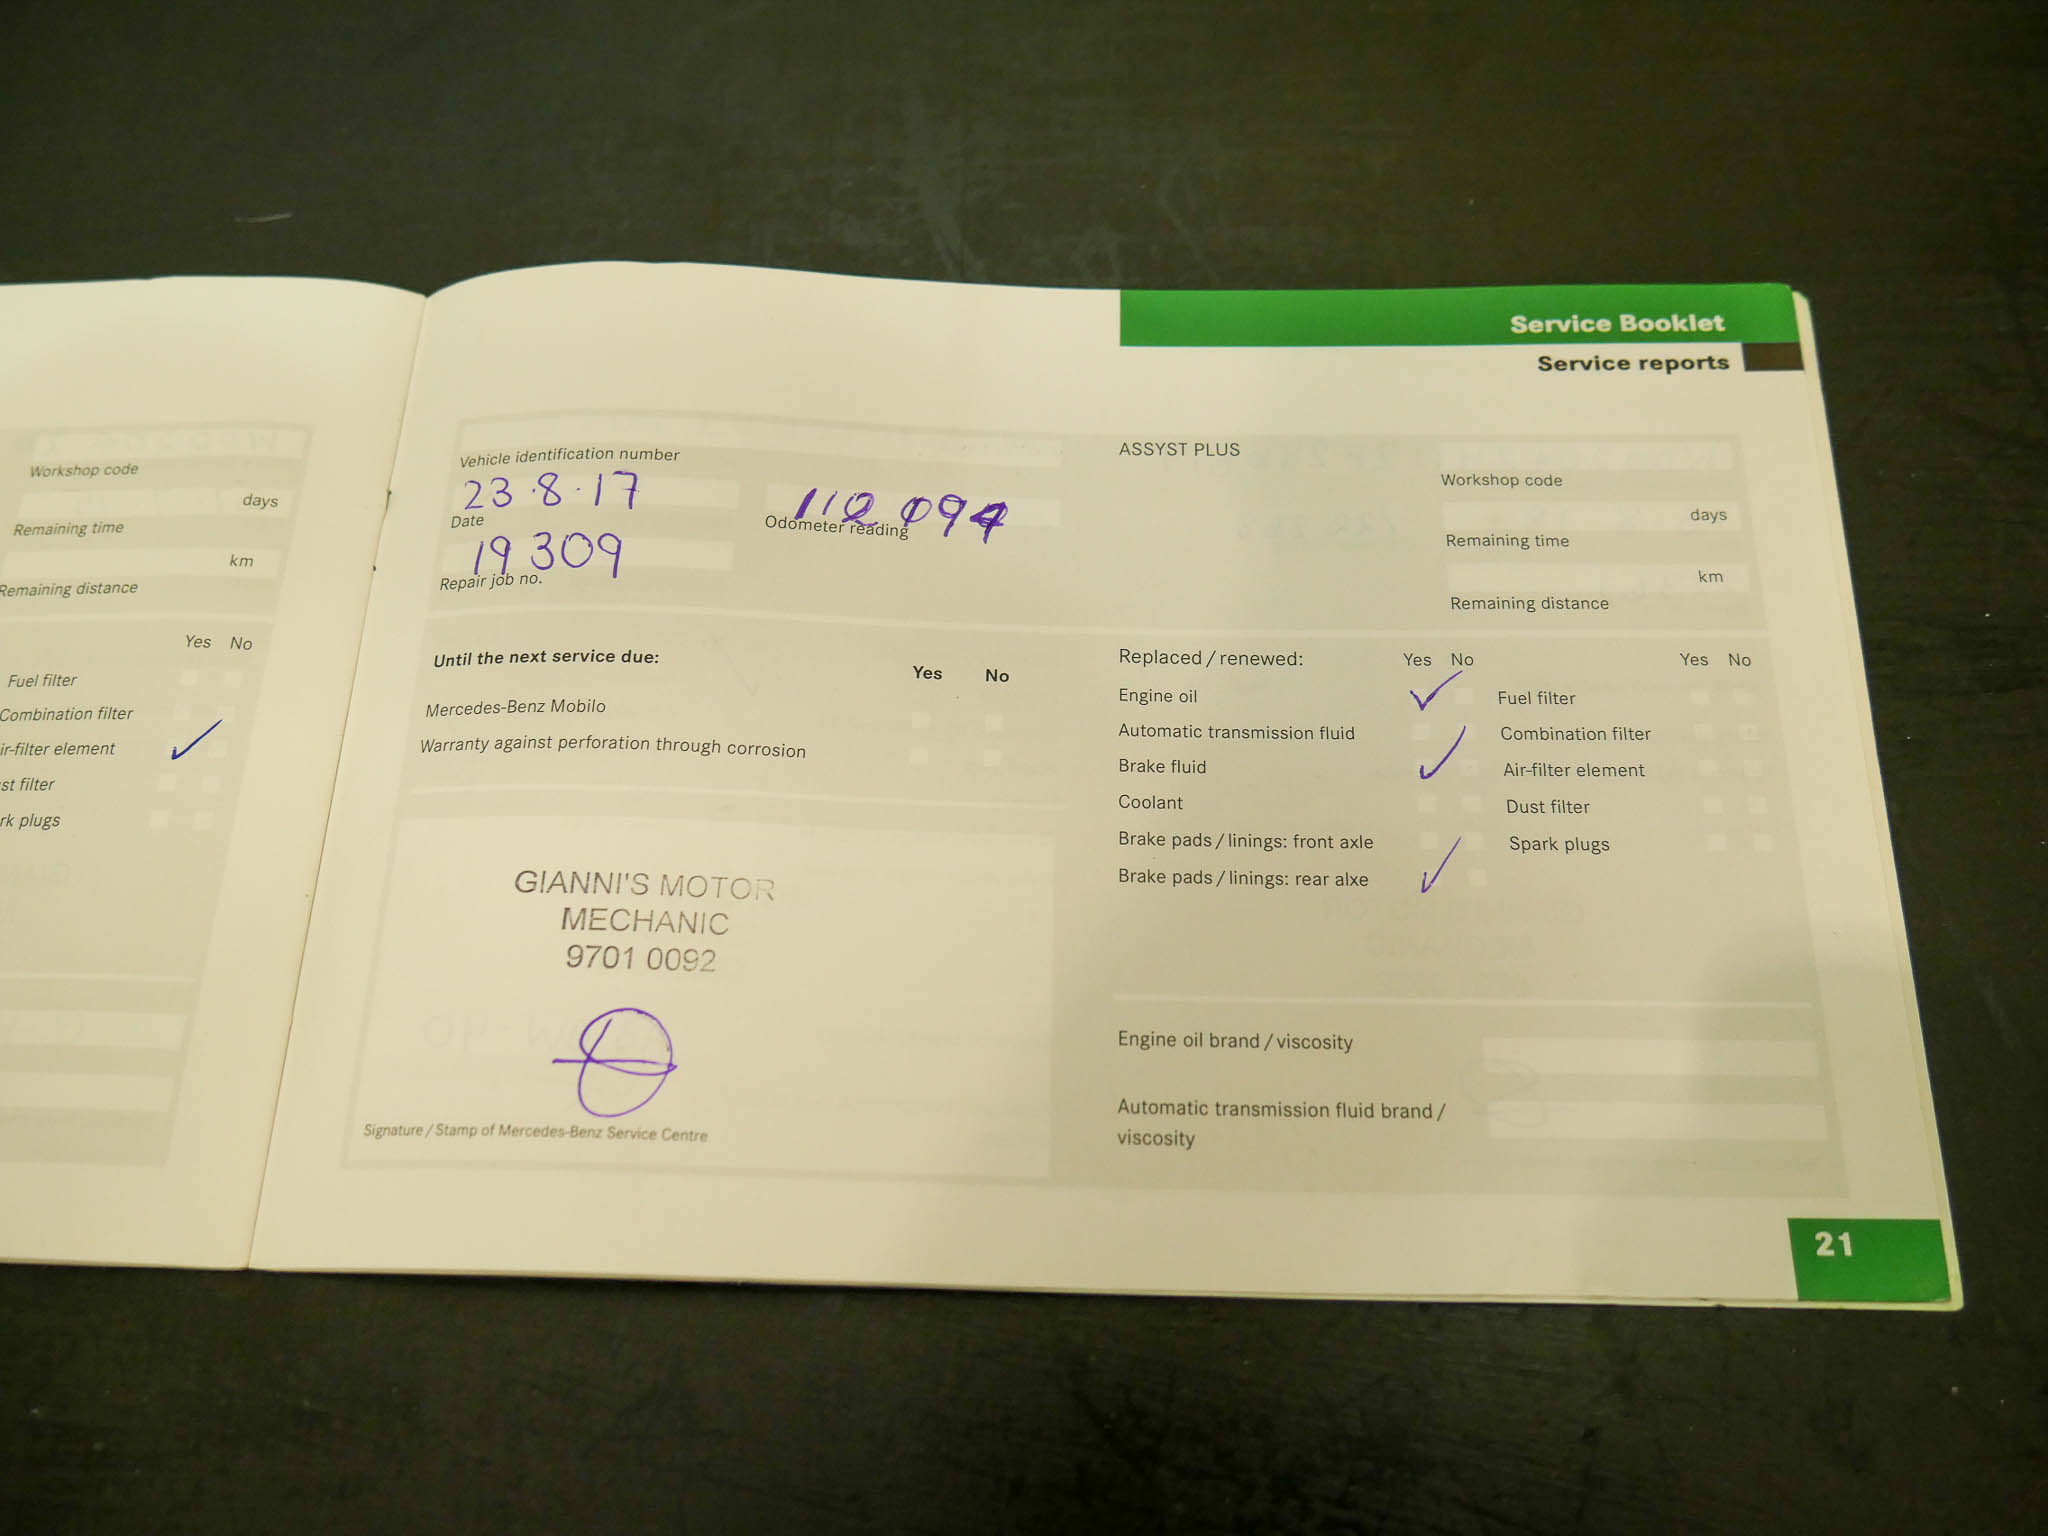 Workshop code
days
Remaining time
km
Remaining distance
Yes No
Fuel filter
Combination filter
ir-filter element
st filter
rk plugs
Service Booklet
Service reports
Vehicle identification number
23.8.17
Date
Odometer reading
19 309
Repair job no.
ASSYST PLUS
Workshop code
days
Remaining time
km
Remaining distance
Until the next service due: Yes No
Mercedes-Benz Mobilo
Warranty against perforation through corrosion
Replaced / renewed: Yes No
Engine oil
Automatic transmission fluid
Brake fluid
Coolant
Brake pads / linings: front axle
Brake pads / linings: rear alxe
Yes No
Fuel filter
Combination filter
Air-filter element
Dust filter
Spark plugs
GIANNI'S MOTOR
MECHANIC
9701 0092
Signature / Stamp of Mercedes-Benz Service Centre
Engine oil brand / viscosity
Automatic transmission fluid brand /
viscosity
21